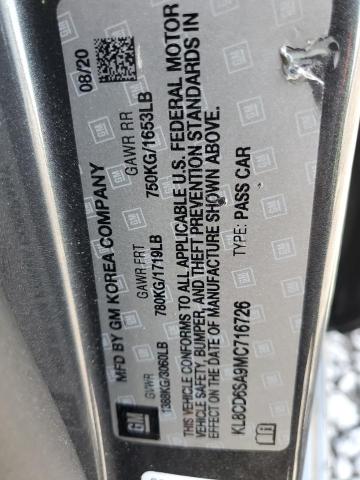 MFD BY GM KOREA COMPANY 08/20
GVWR GAWR FRT GAWR RR
1388KG/3060LB 780KG/1719LB 750KG/1653LB
THIS VEHICLE CONFORMS TO ALL APPLICABLE U.S. FEDERAL MOTOR
VEHICLE SAFETY, BUMPER, AND THEFT PREVENTION STANDARDS IN
EFFECT ON THE DATE OF MANUFACTURE SHOWN ABOVE.
KL8CD6SA9MC716726 TYPE: PASS CAR
GM